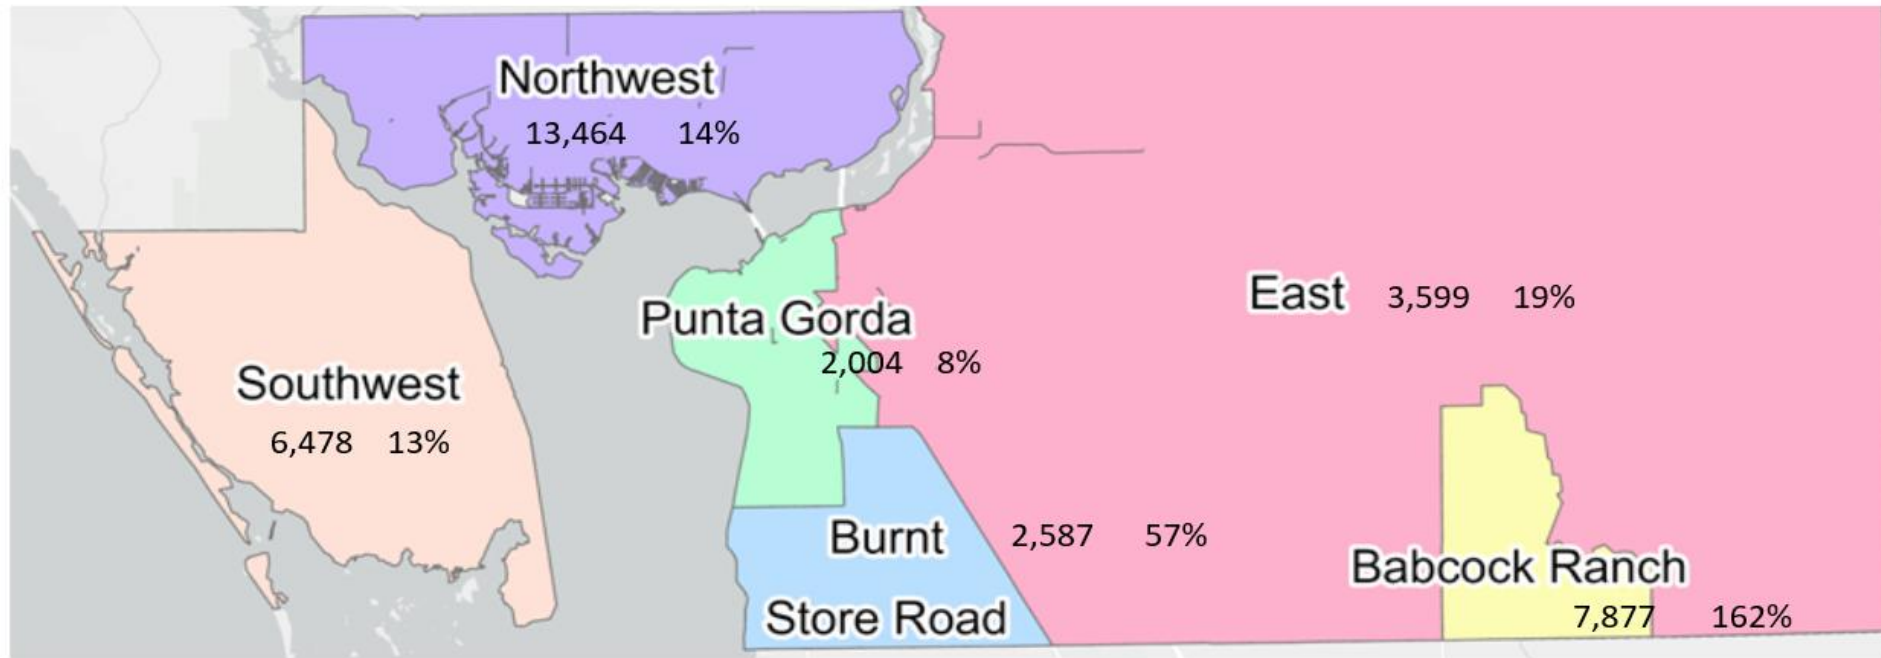 Northwest
13,464 14%
East 3,599 19%
Punta Gorda
2,004 8%
Southwest
6,478 13%
Burnt
Store Road
2,587 57%
Babcock Ranch
7,877 162%